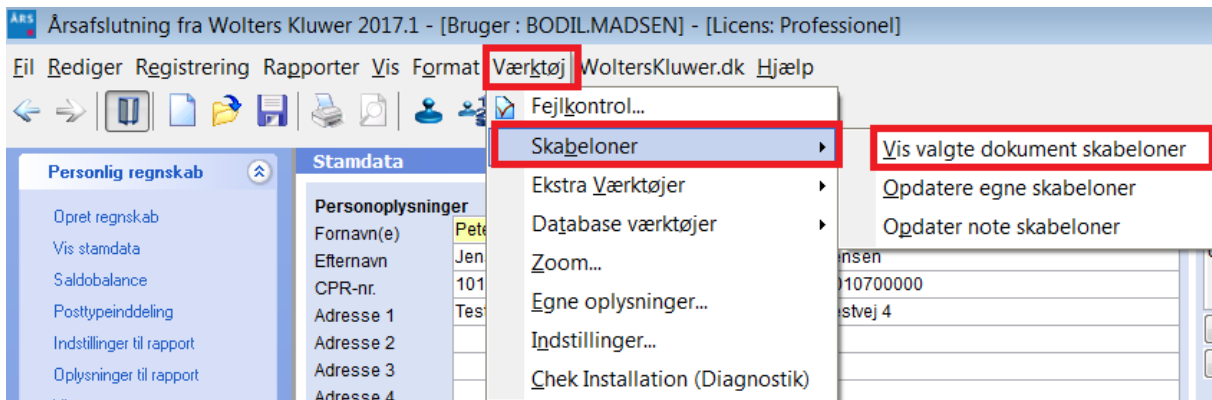 ÅRS Årsafslutning fra Wolters Kluwer 2017.1 - [Bruger : BODIL.MADSEN] - [Licens: Professionel]
Fil Rediger Registrering Rapporter Vis Format Værktøj WoltersKluwer.dk Hjælp
Fejlkontrol...
Skabeloner
Ekstra Værktøjer
Database værktøjer
Zoom...
Egne oplysninger...
Indstillinger...
Chek Installation (Diagnostik)
Vis valgte dokument skabeloner
Opdatere egne skabeloner
Opdater note skabeloner
Personlig regnskab
Opret regnskab
Vis stamdata
Saldobalance
Posttypeinddeling
Indstillinger til rapport
Oplysninger til rapport
Stamdata
Personoplysninger
Fornavn(e) Pete
Efternavn Jen ensen
CPR-nr. 101 010700000
Adresse 1 Test estvej 4
Adresse 2
Adresse 3
Adresse 4